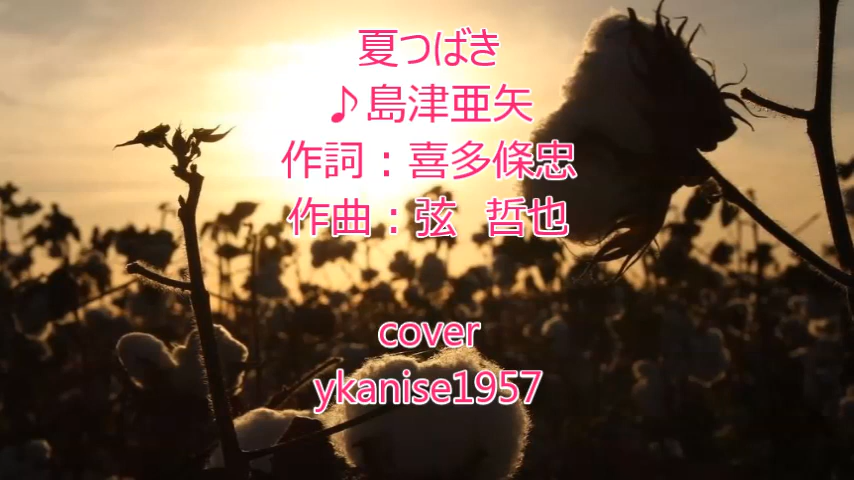 夏つばき
♪島津亜矢
作詞：喜多條忠
作曲：弦　哲也
cover
ykanise1957